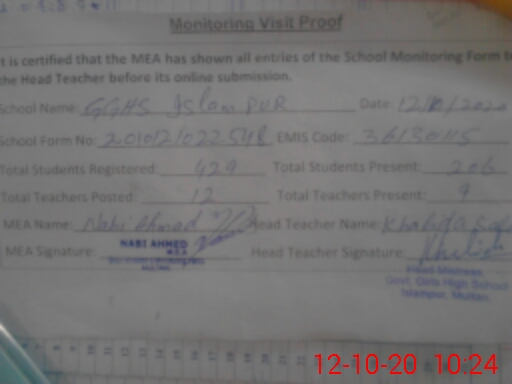 Monitoring Visit Proof
It is certified that the MEA has shown all entries of the School Monitoring Form to
the Head Teacher before its online submission.
School Name: GGHS Islam PUR Date: 12/10/2020
School Form No: EMIS Code:
Total Students Registered: 429 Total Students Present: 206
Total Teachers Posted: 12 Total Teachers Present: 9
MEA Name: Nabi Ahmad Head Teacher Name: Khalida
MEA Signature: NABI AHMED Head Teacher Signature:
M.E.A
Head Mistress
Govt. Girls High School
Islampur, Multan.
12-10-20 10:24